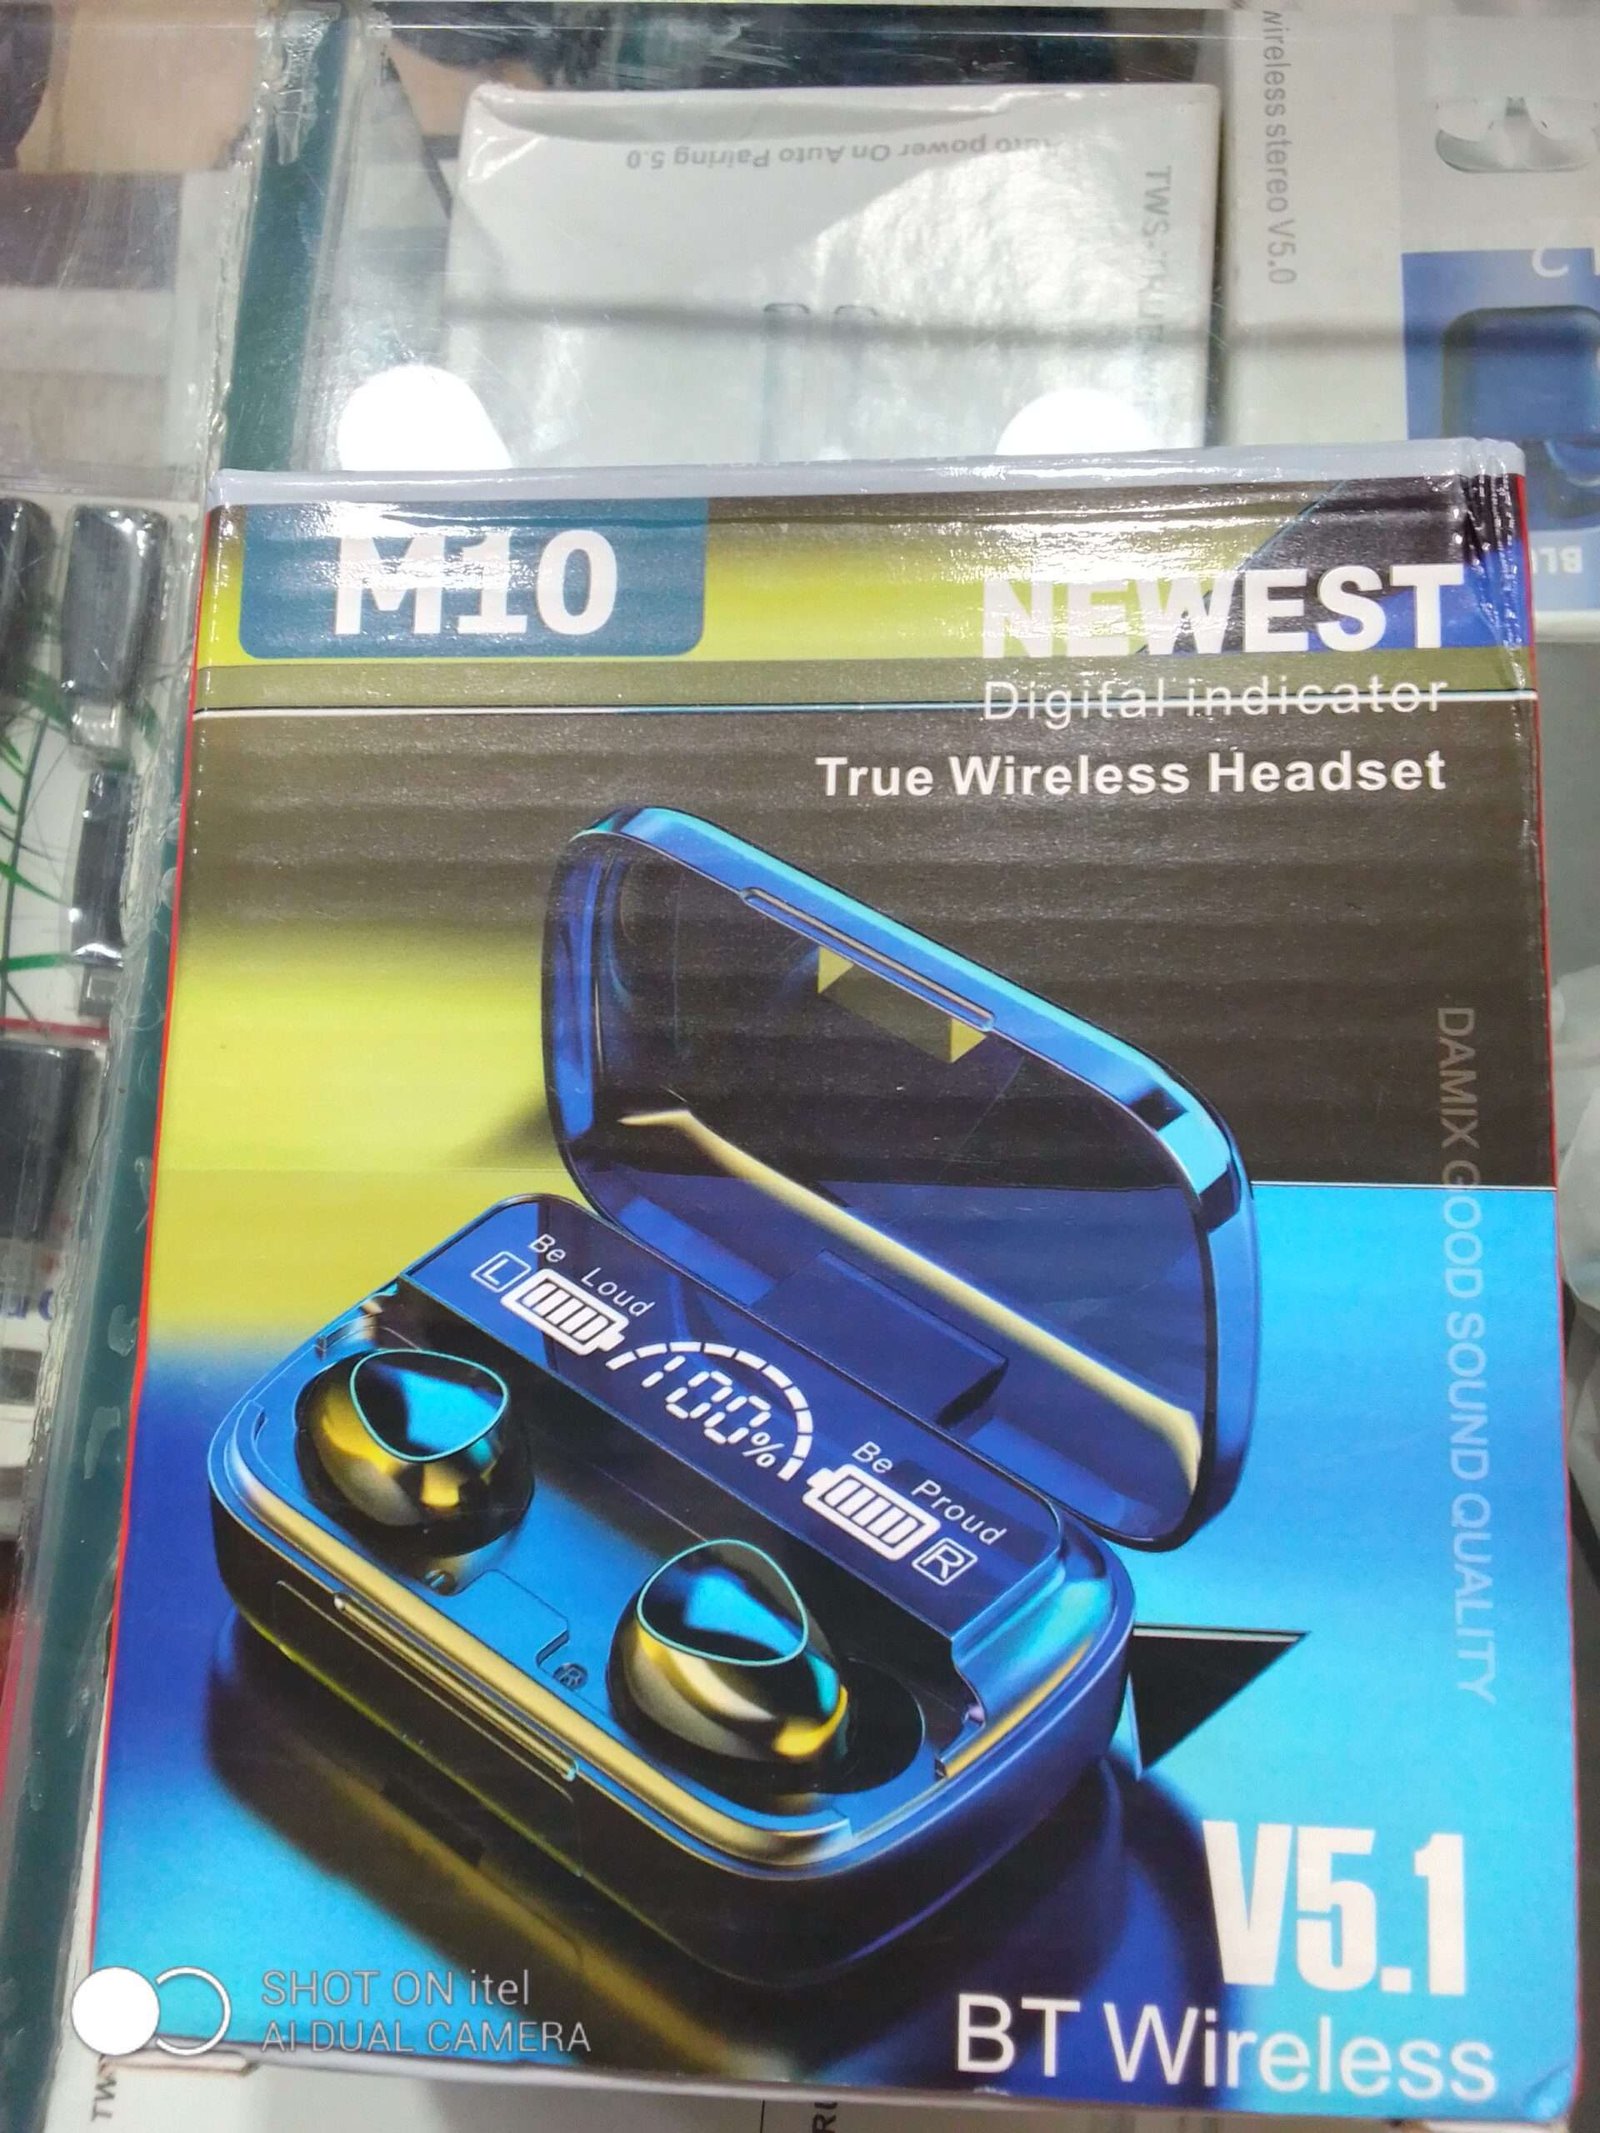 wireless stereo V5.0
Auto power On Auto Pairing 5.0
M10
NEWEST
Digital indicator
True Wireless Headset
DAMIX GOOD SOUND QUALITY
Be Loud
L
100%
Be Proud
R
R
V5.1
BT Wireless
SHOT ON itel
AI DUAL CAMERA